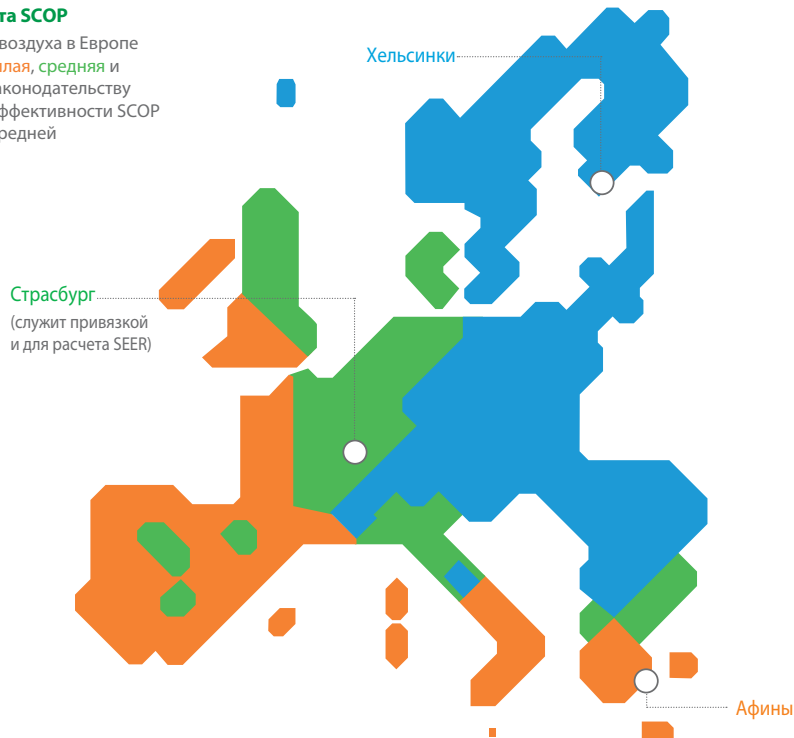 та SCOP
воздуха в Европе
лая, средняя и
аконодательству
ффективности SCOP
редней
Хельсинки
Страсбург
(служит привязкой
и для расчета SEER)
Афины